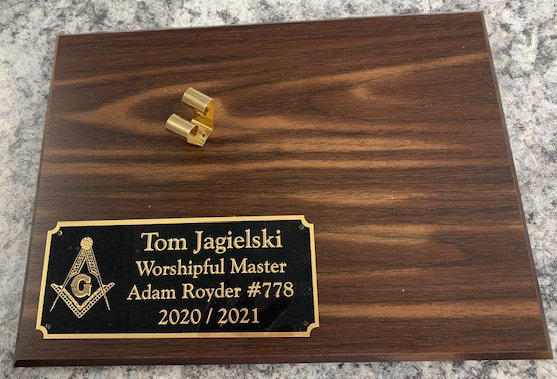 Tom Jagielski
Worshipful Master
Adam Royder #778
2020 / 2021
G